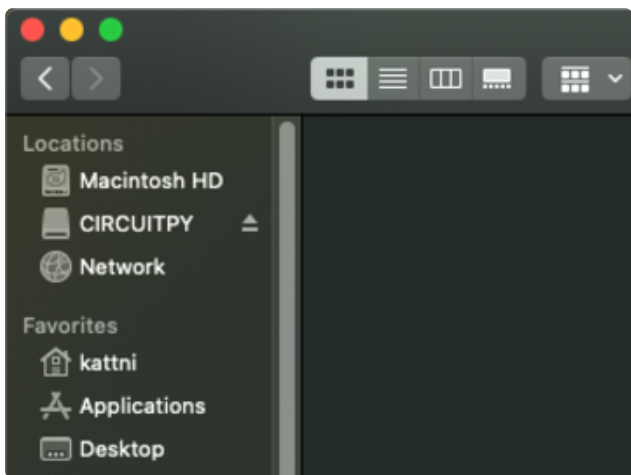 Locations
Macintosh HD
CIRCUITPY
Network
Favorites
kattni
Applications
Desktop